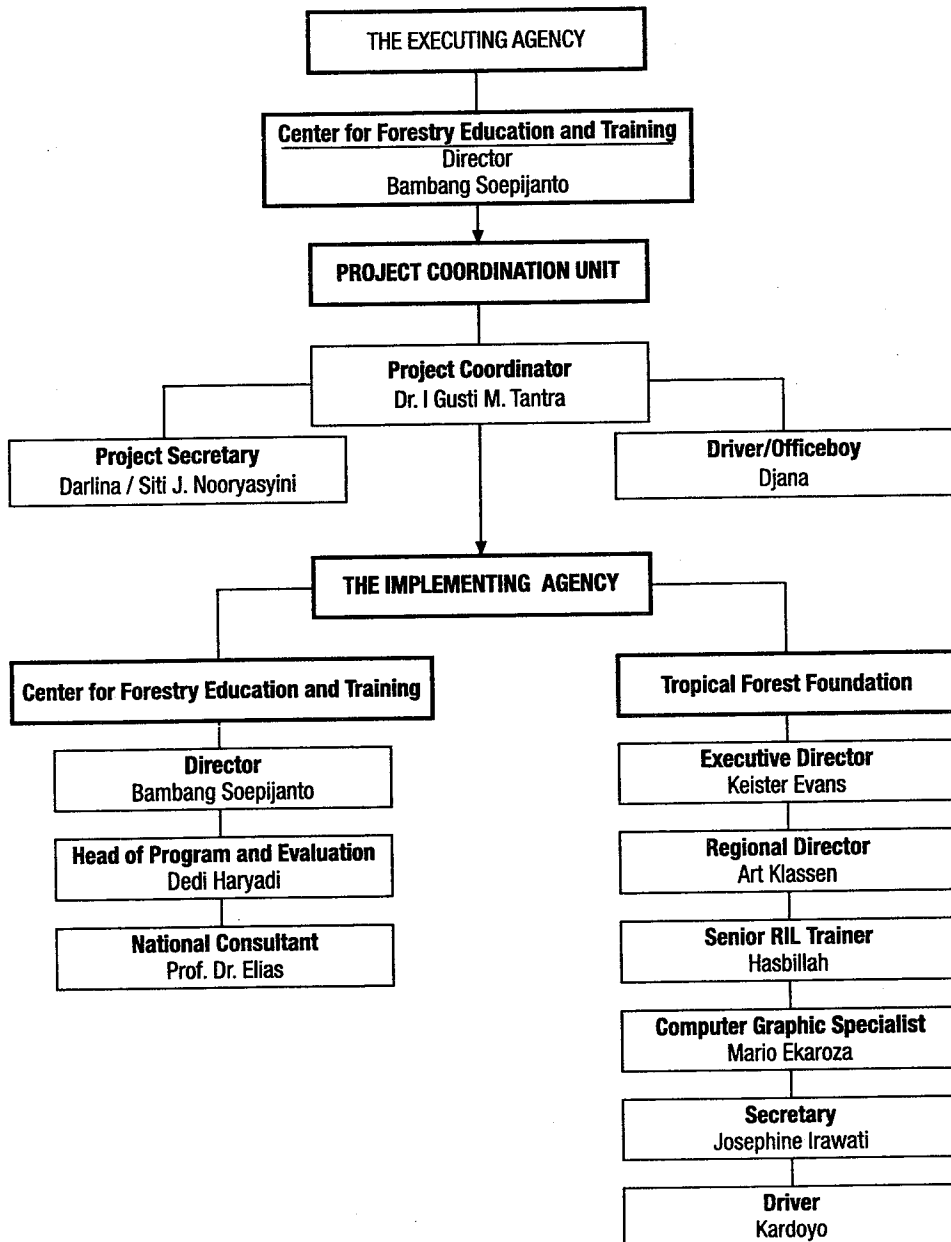 THE EXECUTING AGENCY
Center for Forestry Education and Training
Director
Bambang Soepijanto
PROJECT COORDINATION UNIT
Project Coordinator
Dr. I Gusti M. Tantra
Project Secretary
Darlina / Siti J. Nooryasyini
Driver/Officeboy
Djana
THE IMPLEMENTING AGENCY
Center for Forestry Education and Training
Director
Bambang Soepijanto
Head of Program and Evaluation
Dedi Haryadi
National Consultant
Prof. Dr. Elias
Tropical Forest Foundation
Executive Director
Keister Evans
Regional Director
Art Klassen
Senior RIL Trainer
Hasbillah
Computer Graphic Specialist
Mario Ekaroza
Secretary
Josephine Irawati
Driver
Kardoyo